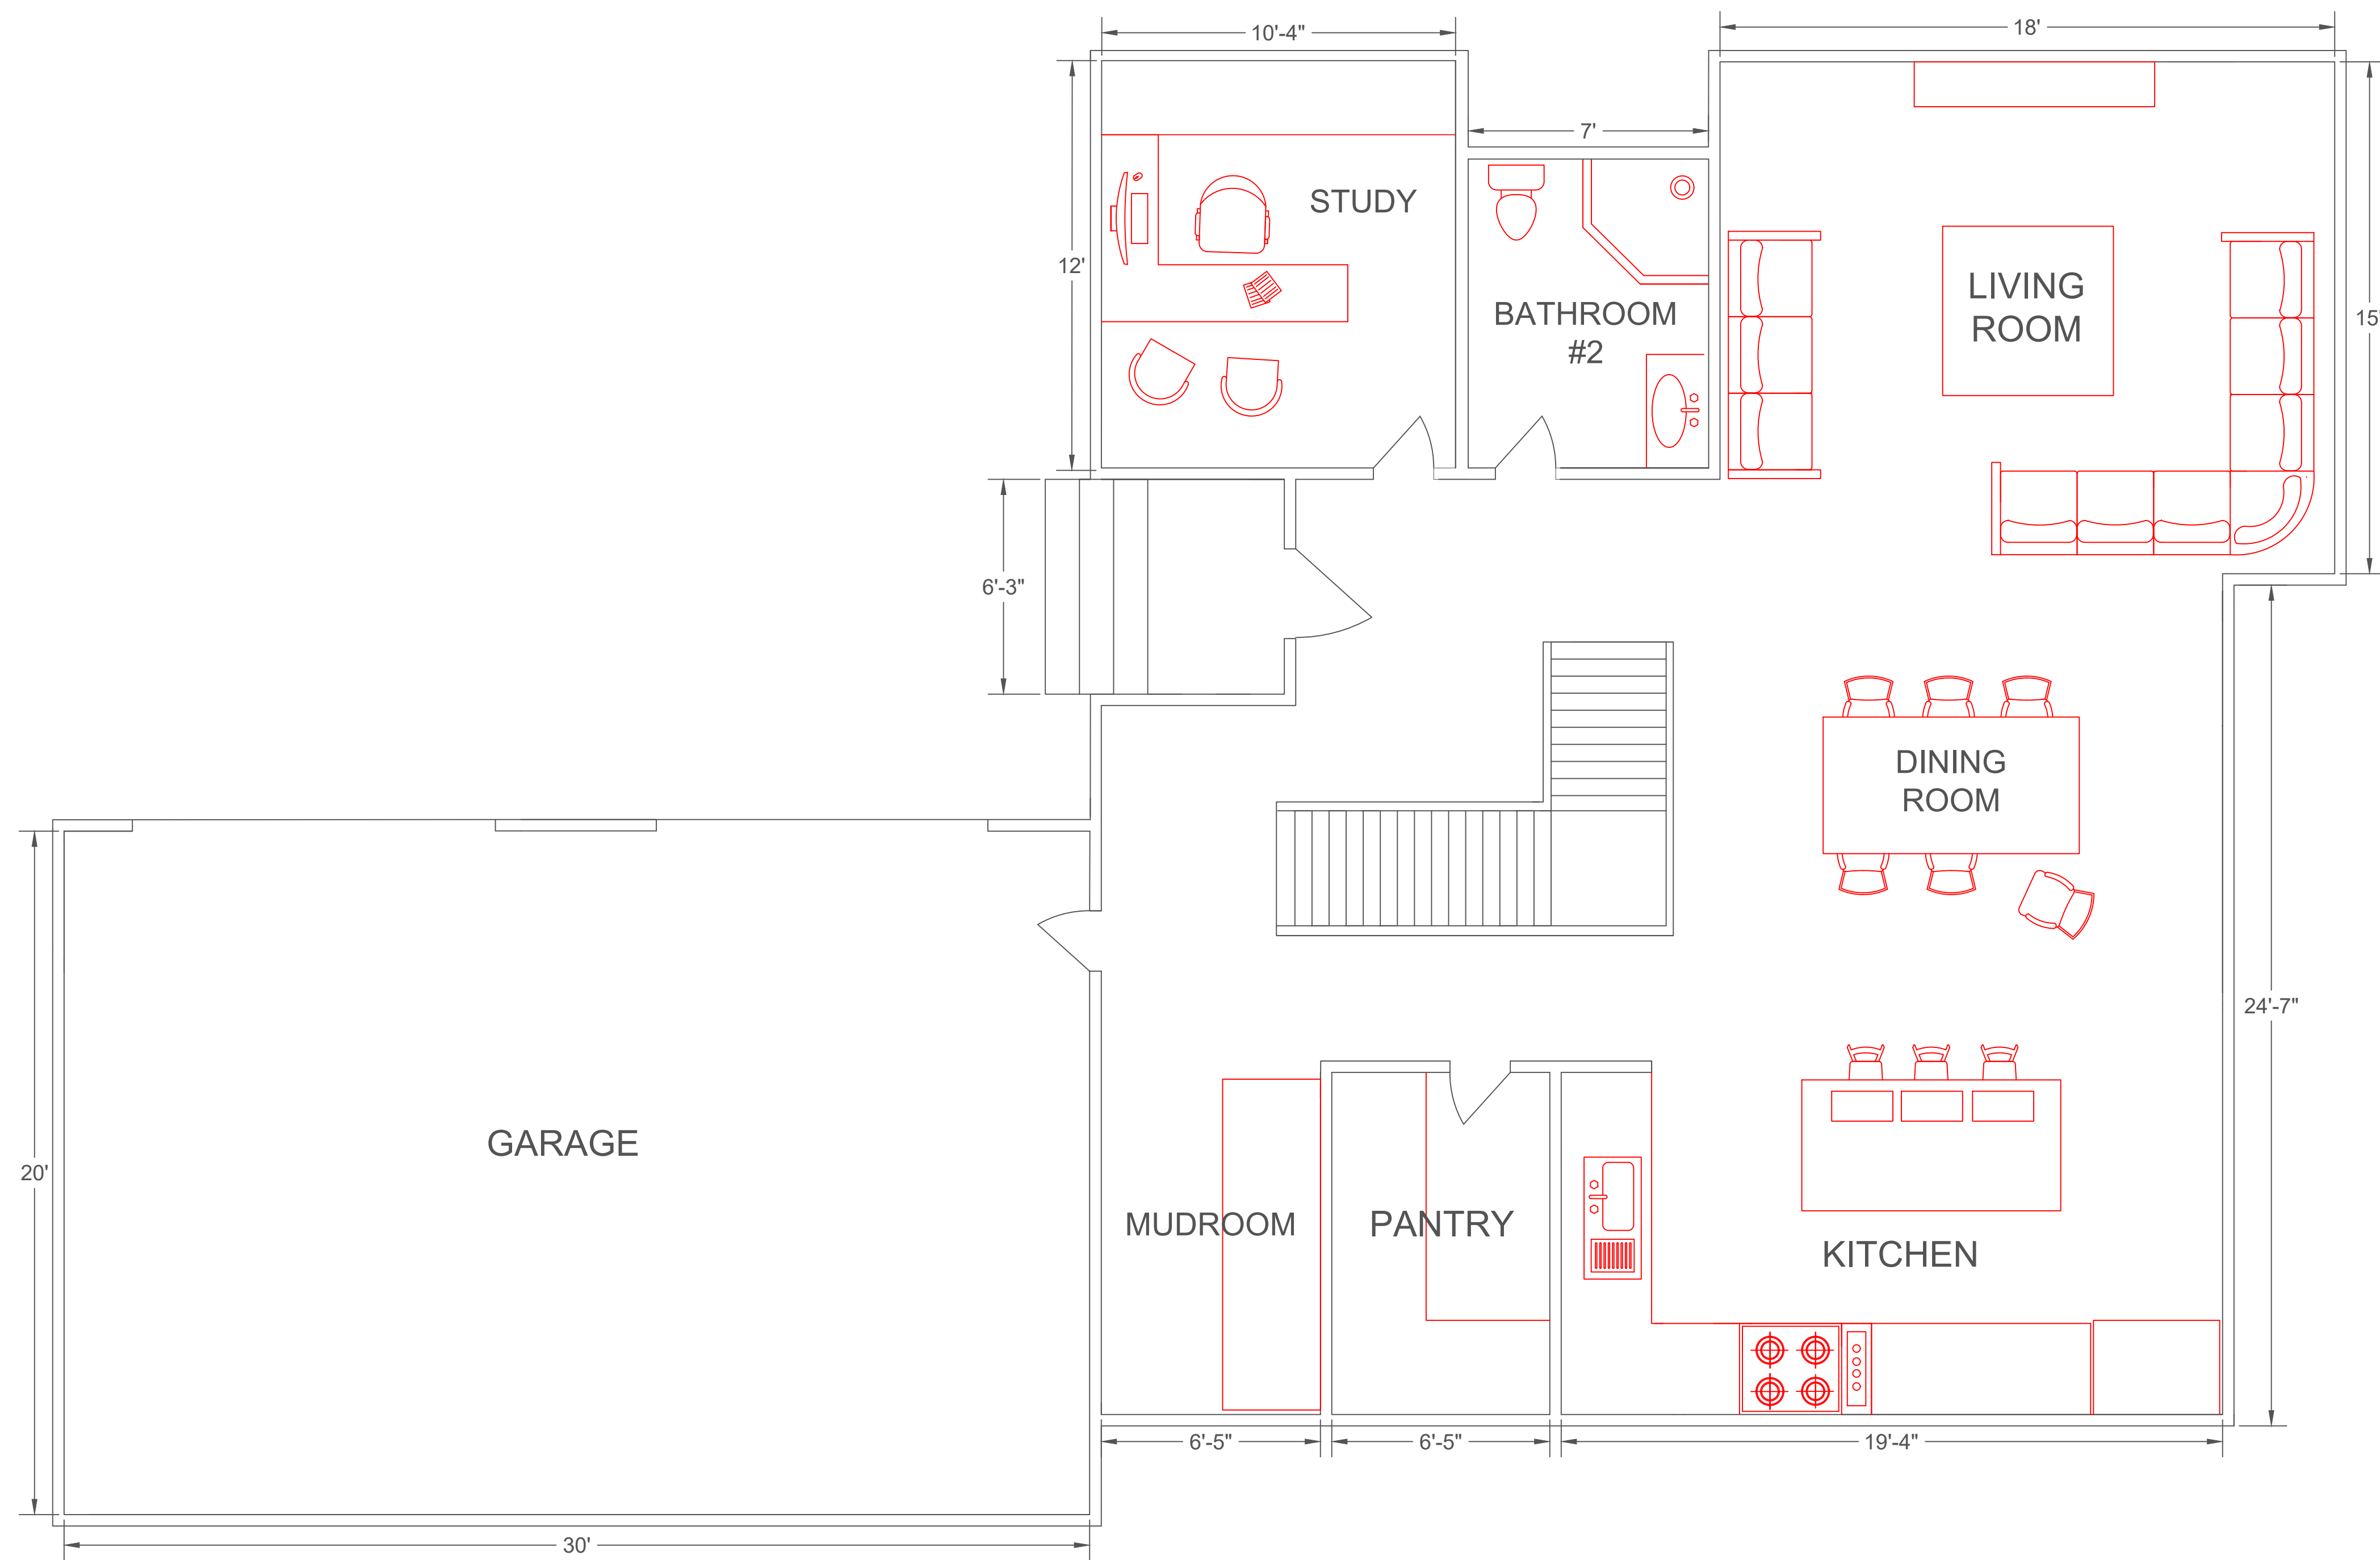 10'-4"
18'
7'
STUDY
12'
BATHROOM
#2
LIVING
ROOM
15'
6'-3"
DINING
ROOM
24'-7"
GARAGE
20'
MUDROOM
PANTRY
KITCHEN
6'-5"
6'-5"
19'-4"
30'